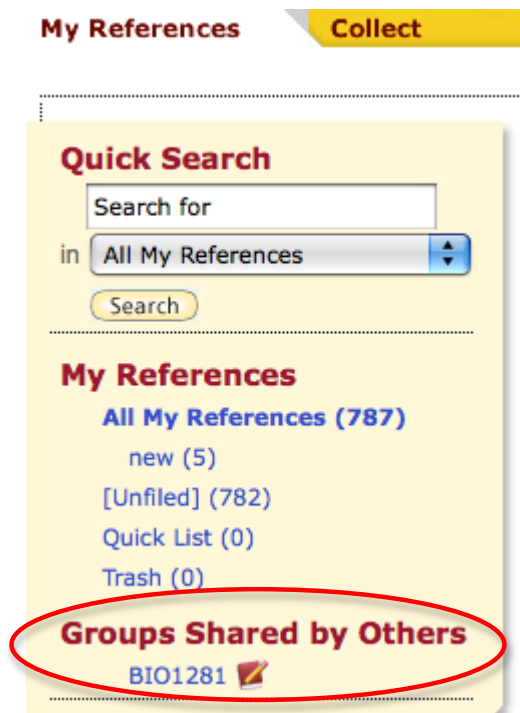 My References Collect
Quick Search
Search for
in All My References
Search
My References
All My References (787)
new (5)
[Unfiled] (782)
Quick List (0)
Trash (0)
Groups Shared by Others
BIO1281